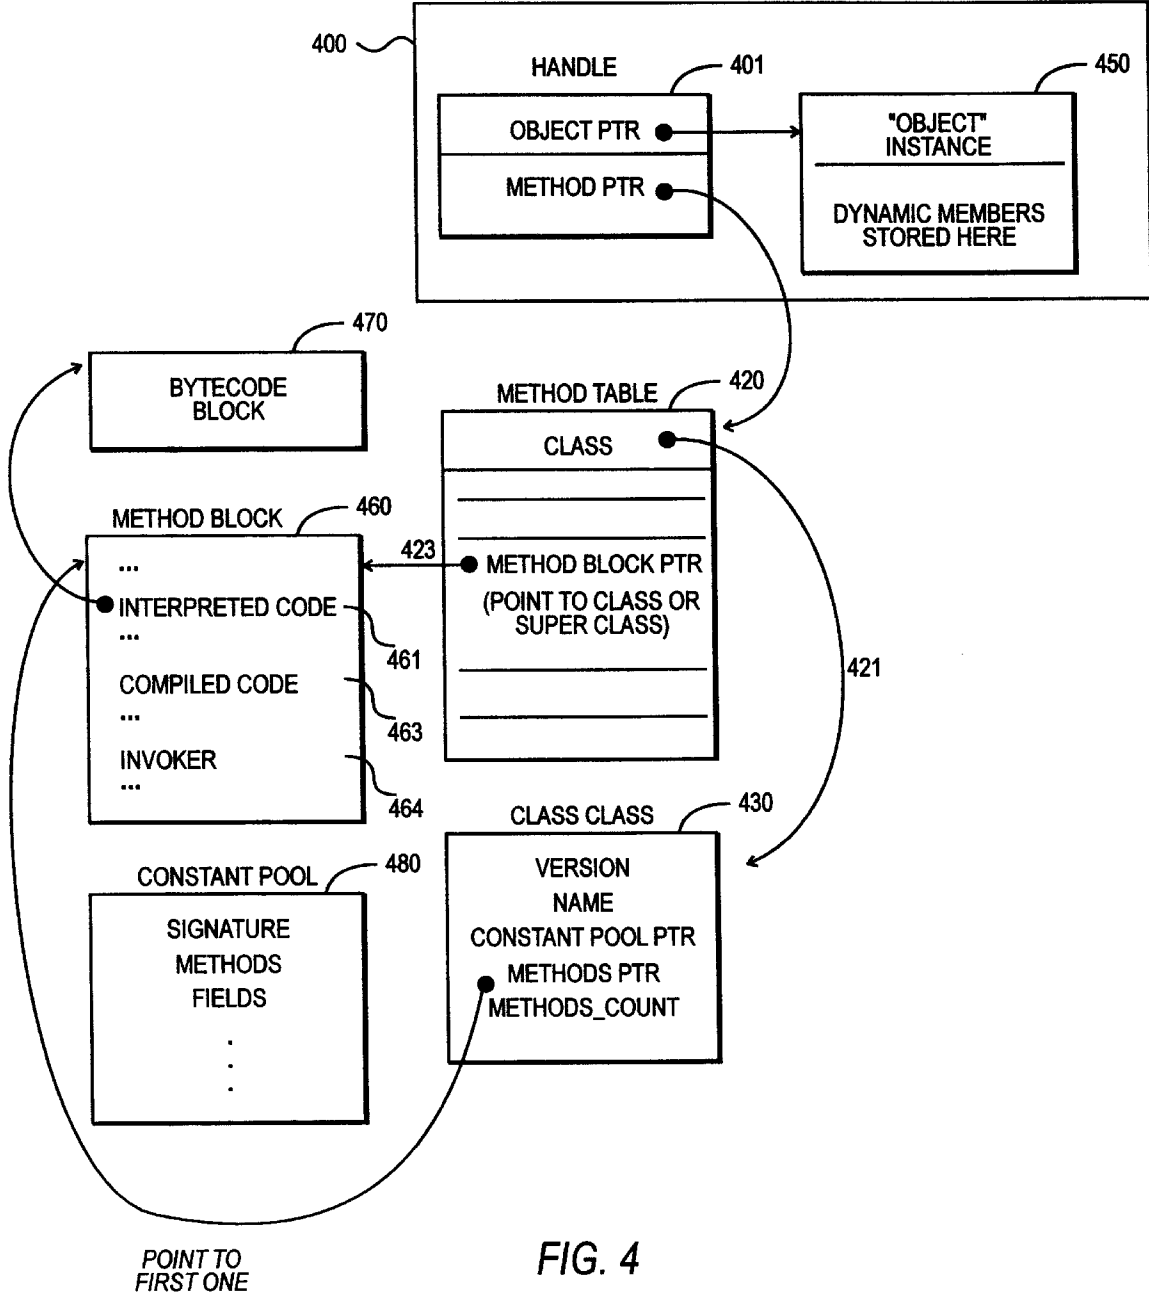 400
HANDLE
401
450
OBJECT PTR
METHOD PTR
"OBJECT"
INSTANCE
DYNAMIC MEMBERS
STORED HERE
470
BYTECODE
BLOCK
METHOD TABLE
420
CLASS
METHOD BLOCK PTR
(POINT TO CLASS OR
SUPER CLASS)
423
421
METHOD BLOCK
460
...
INTERPRETED CODE
...
461
COMPILED CODE
...
463
INVOKER
...
464
CLASS CLASS
430
VERSION
NAME
CONSTANT POOL PTR
METHODS PTR
METHODS_COUNT
CONSTANT POOL
480
SIGNATURE
METHODS
FIELDS
.
.
.
POINT TO
FIRST ONE
FIG. 4